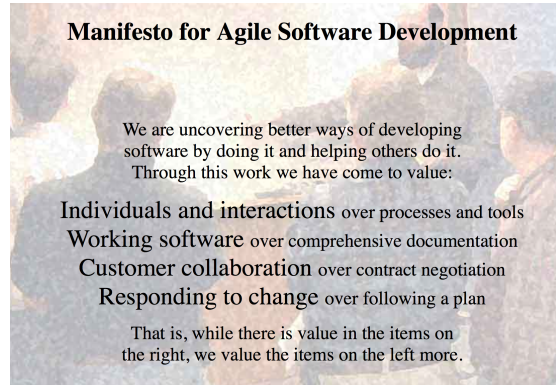 Manifesto for Agile Software Development
We are uncovering better ways of developing
software by doing it and helping others do it.
Through this work we have come to value:
Individuals and interactions over processes and tools
Working software over comprehensive documentation
Customer collaboration over contract negotiation
Responding to change over following a plan
That is, while there is value in the items on
the right, we value the items on the left more.